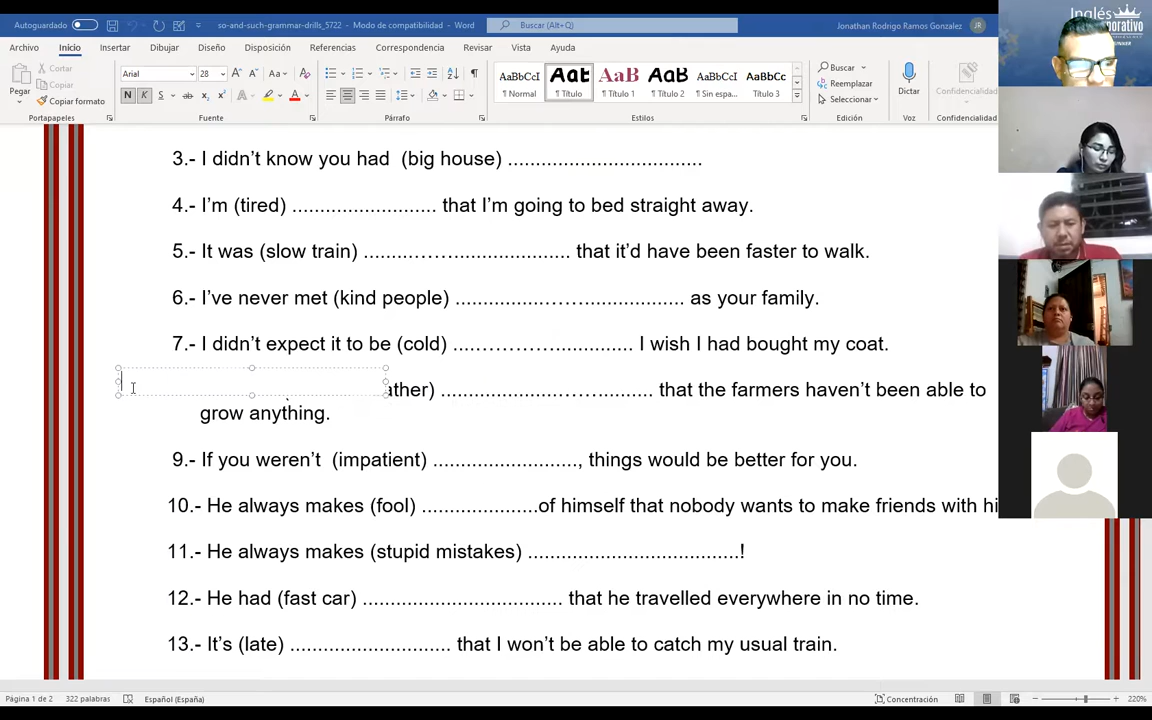 Autoguardado so-and-such-grammar-drills_5722 - Modo de compatibilidad - Word Buscar (Alt+Q) Jonathan Rodrigo Ramos Gonzalez JR
Archivo Inicio Insertar Dibujar Diseño Disposición Referencias Correspondencia Revisar Vista Ayuda
Pegar Cortar Copiar Copiar formato
Arial 28
N K S
AaBbCcI AaB AaBbCcI AaBbCc
¶ Normal ¶ Título ¶ Título 1 ¶ Título 2 ¶ Sin espa... Título 3
Buscar Reemplazar Seleccionar
Dictar Confidencialidad
Portapapeles Fuente Párrafo Estilos Edición Voz Confidencialidad
Inglés
3.- I didn't know you had (big house) ..................................
4.- I'm (tired) .......................... that I'm going to bed straight away.
5.- It was (slow train) .................................... that it'd have been faster to walk.
6.- I've never met (kind people) ...................................... as your family.
7.- I didn't expect it to be (cold) ............................. I wish I had bought my coat.
ather) .................................... that the farmers haven't been able to
grow anything.
9.- If you weren't (impatient) .........................., things would be better for you.
10.- He always makes (fool) .....................of himself that nobody wants to make friends with hi
11.- He always makes (stupid mistakes) ......................................!
12.- He had (fast car) .................................... that he travelled everywhere in no time.
13.- It's (late) ............................. that I won't be able to catch my usual train.
Página 1 de 2 322 palabras Español (España) Concentración 220%